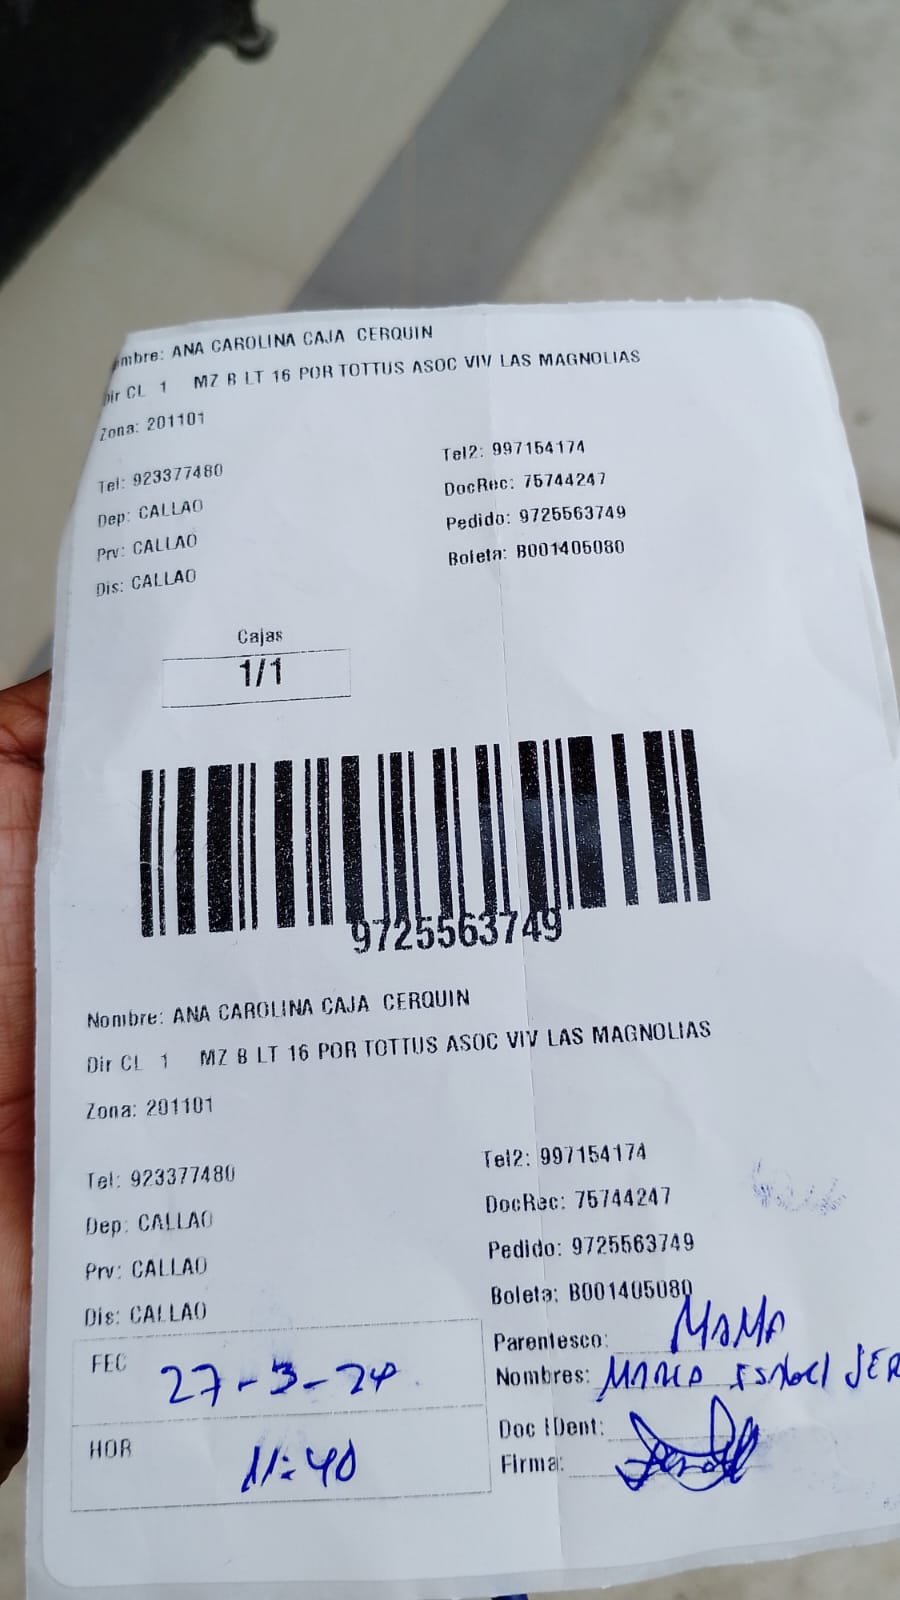 mbre: ANA CAROLINA CAJA CERQUIN
Dir CL 1 MZ B LT 16 POR TOTTUS ASOC VIV LAS MAGNOLIAS
Zona: 201101
Tel: 923377480 Tel2: 997154174
Dep: CALLAO DocRec: 75744247
Prv: CALLAO Pedido: 9725563749
Dis: CALLAO Boleta: B001405080
Cajas
1/1
9725563749
Nombre: ANA CAROLINA CAJA CERQUIN
Dir CL 1 MZ B LT 16 POR TOTTUS ASOC VIV LAS MAGNOLIAS
Zona: 201101
Tel: 923377480 Tel2: 997154174
Dep: CALLAO DocRec: 75744247
Prv: CALLAO Pedido: 9725563749
Dis: CALLAO Boleta: B001405080
Parentesco: MAMA
FEC 27-3-24 Nombres:
Doc IDent:
HOR 11:40 Firma: